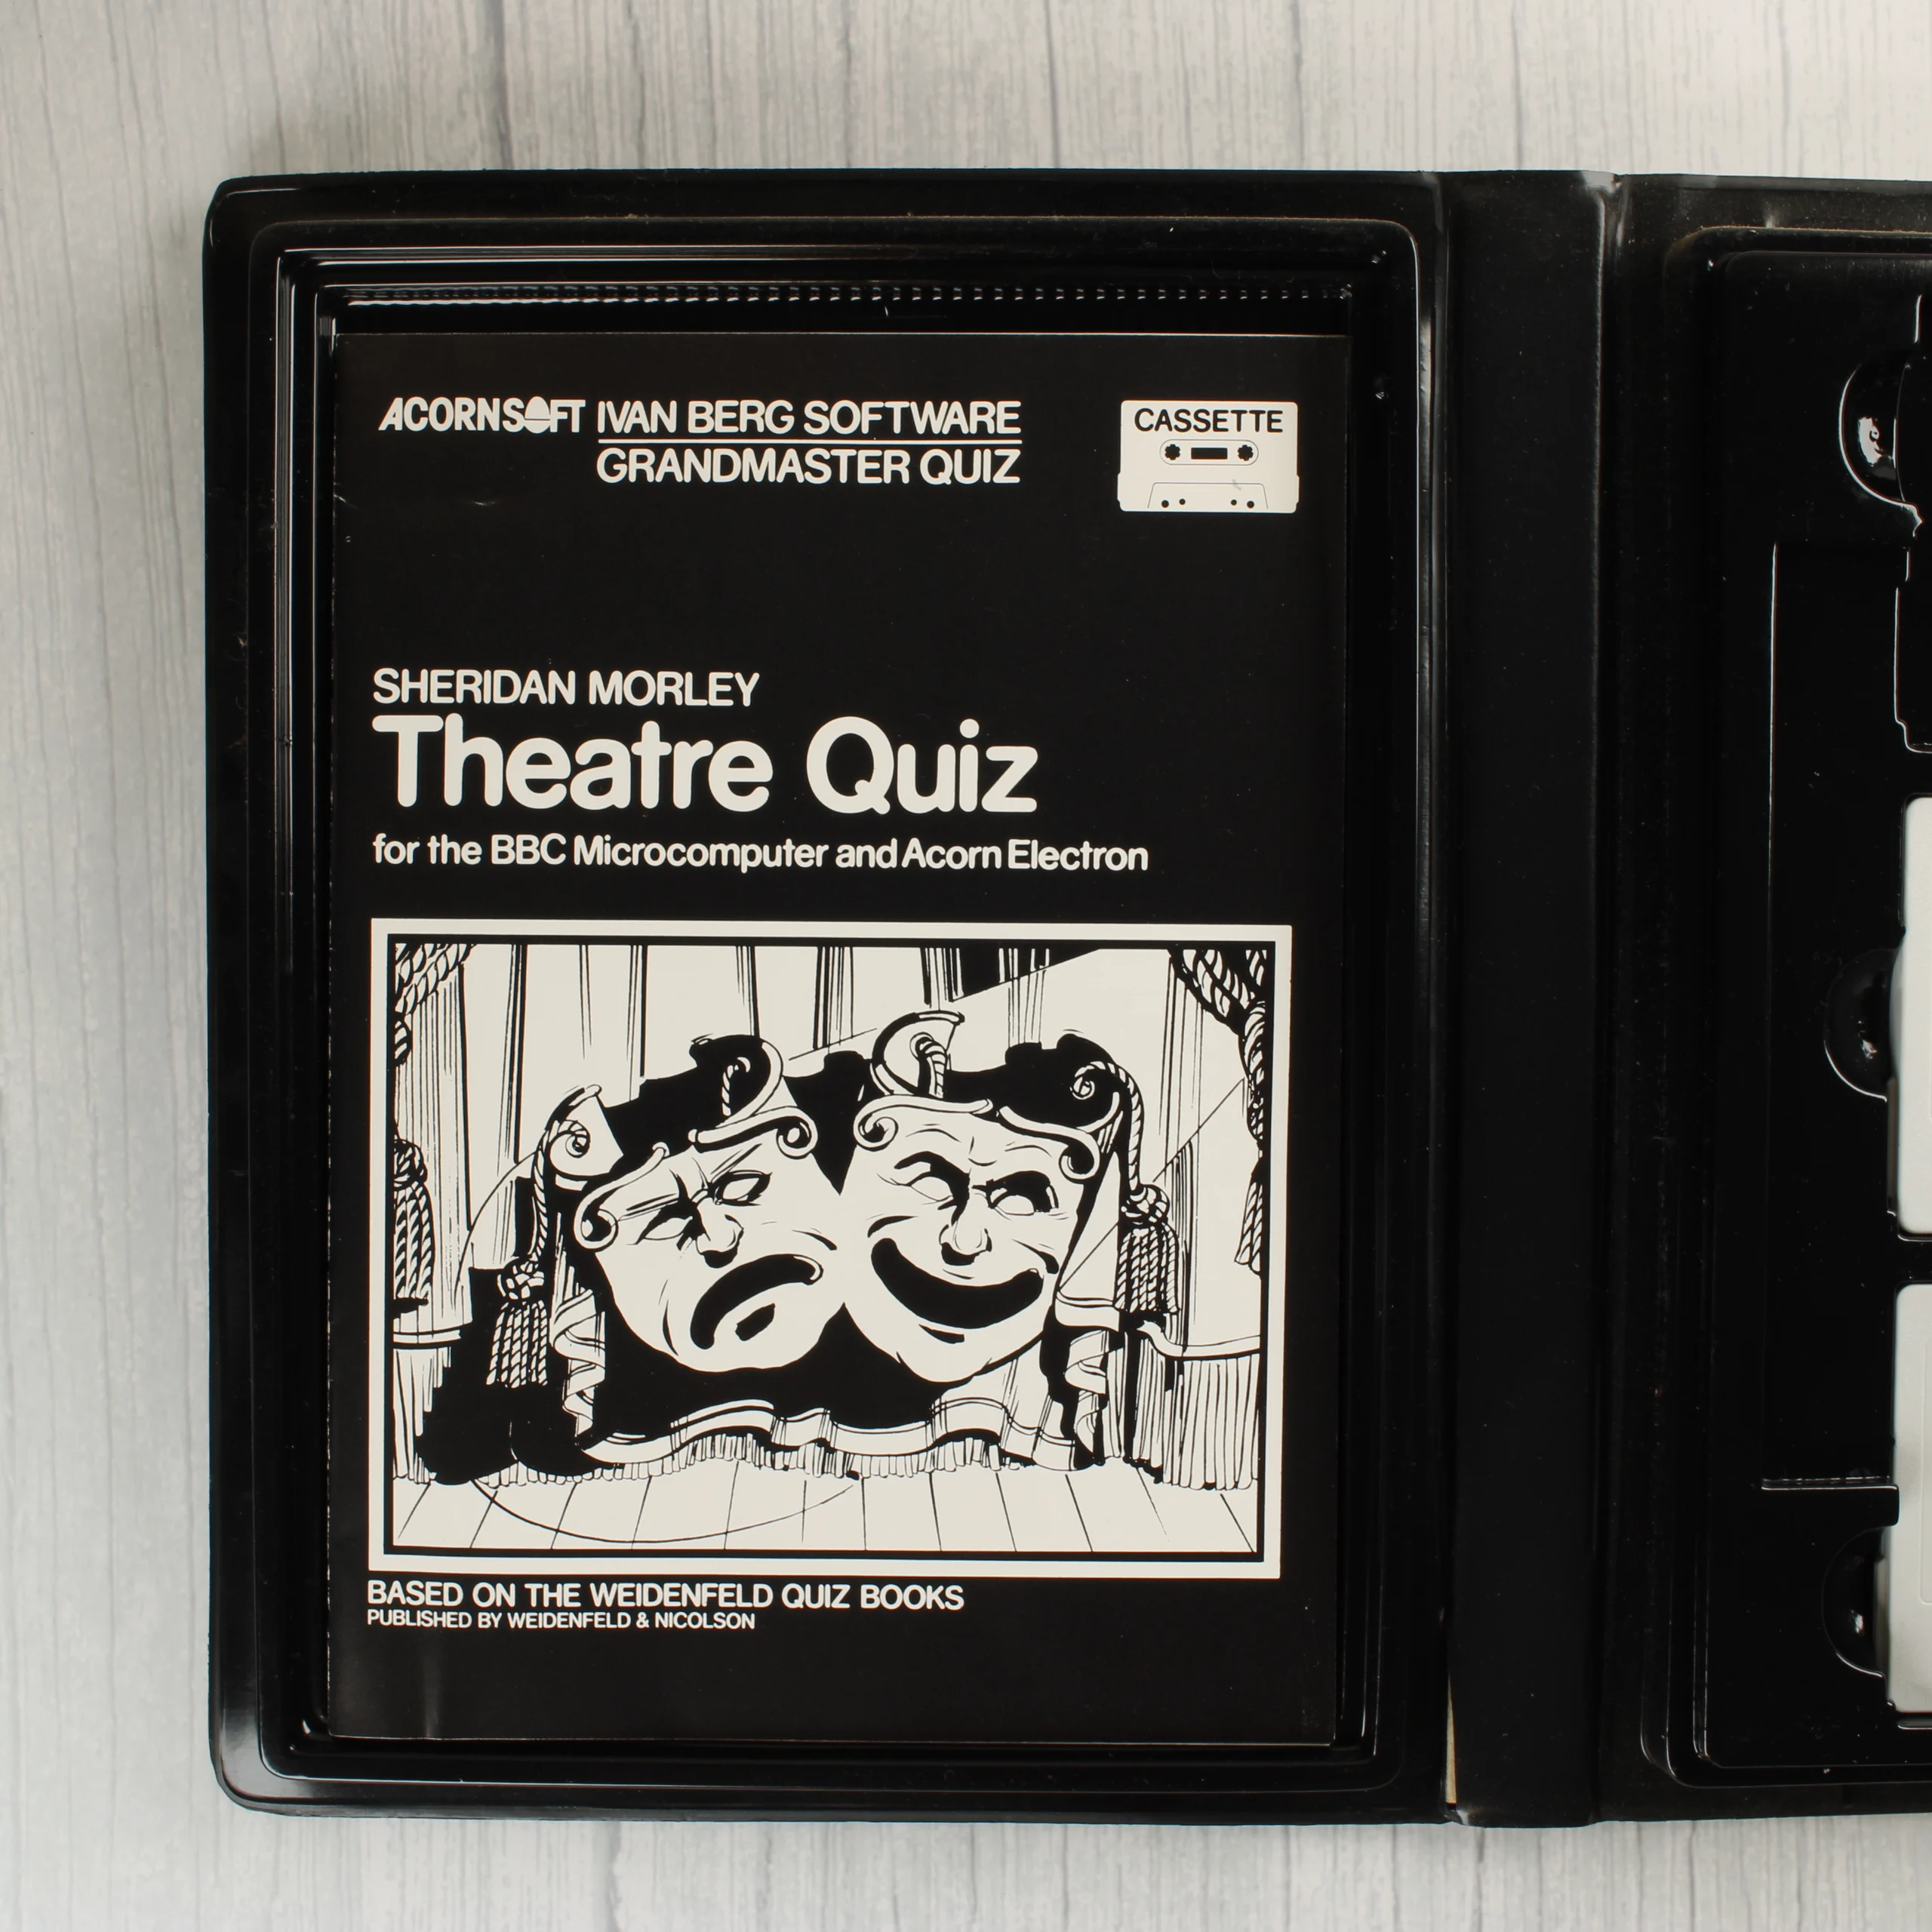 ACORNSOFT IVAN BERG SOFTWARE
GRANDMASTER QUIZ
CASSETTE
SHERIDAN MORLEY
Theatre Quiz
for the BBC Microcomputer and Acorn Electron
BASED ON THE WEIDENFELD QUIZ BOOKS
PUBLISHED BY WEIDENFELD & NICOLSON